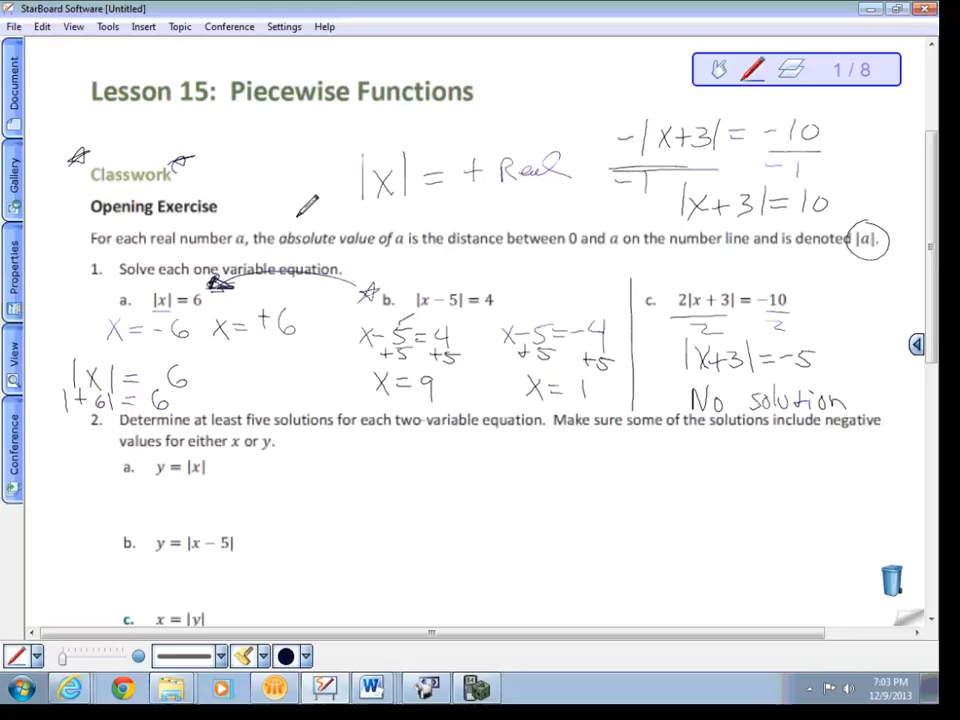 StarBoard Software [Untitled]
File Edit View Tools Insert Topic Conference Settings Help
Document
Gallery
Properties
View
Conference
1 / 8
Lesson 15: Piecewise Functions
-|x+3| = -10
-1 -1
|x+3| = 10
|x| = + Real
Classwork
Opening Exercise
For each real number a, the absolute value of a is the distance between 0 and a on the number line and is denoted |a|.
1. Solve each one variable equation.
a. |x| = 6
x = -6 x = +6
|x| = 6
|+6| = 6
b. |x − 5| = 4
x-5=4 x-5=-4
+5 +5 +5 +5
x = 9 x = 1
c. 2|x + 3| = −10
2 2
|x+3| = -5
No solution
2. Determine at least five solutions for each two-variable equation. Make sure some of the solutions include negative
values for either x or y.
a. y = |x|
b. y = |x − 5|
c. x = |y|
7:03 PM
12/9/2013